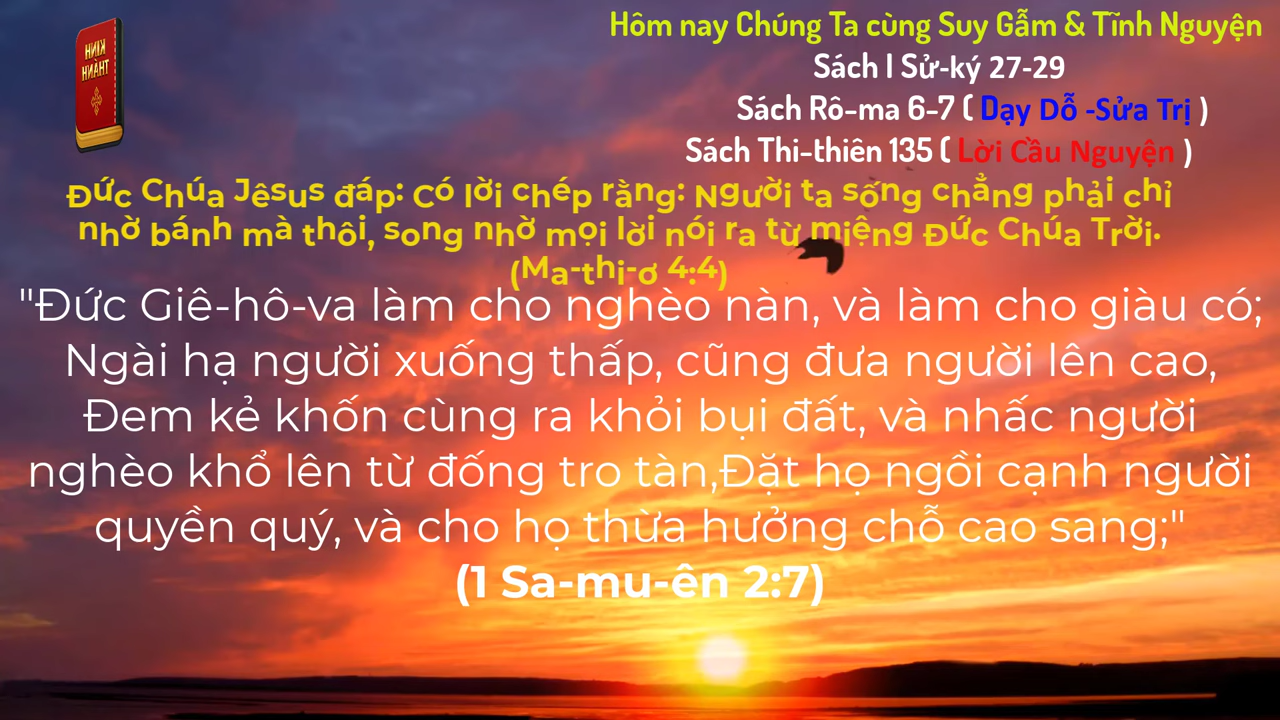 KINH
THÁNH
Hôm nay Chúng Ta cùng Suy Gẫm & Tĩnh Nguyện
Sách I Sử-ký 27-29
Sách Rô-ma 6-7 ( Dạy Dỗ -Sửa Trị )
Sách Thi-thiên 135 ( Lời Cầu Nguyện )
Đức Chúa Jêsus đáp: Có lời chép rằng: Người ta sống chẳng phải chỉ
nhờ bánh mà thôi, song nhờ mọi lời nói ra từ miệng Đức Chúa Trời.
(Ma-thi-ơ 4:4)
"Đức Giê-hô-va làm cho nghèo nàn, và làm cho giàu có;
Ngài hạ người xuống thấp, cũng đưa người lên cao,
Đem kẻ khốn cùng ra khỏi bụi đất, và nhấc người
nghèo khổ lên từ đống tro tàn,Đặt họ ngồi cạnh người
quyền quý, và cho họ thừa hưởng chỗ cao sang;"
(1 Sa-mu-ên 2:7)